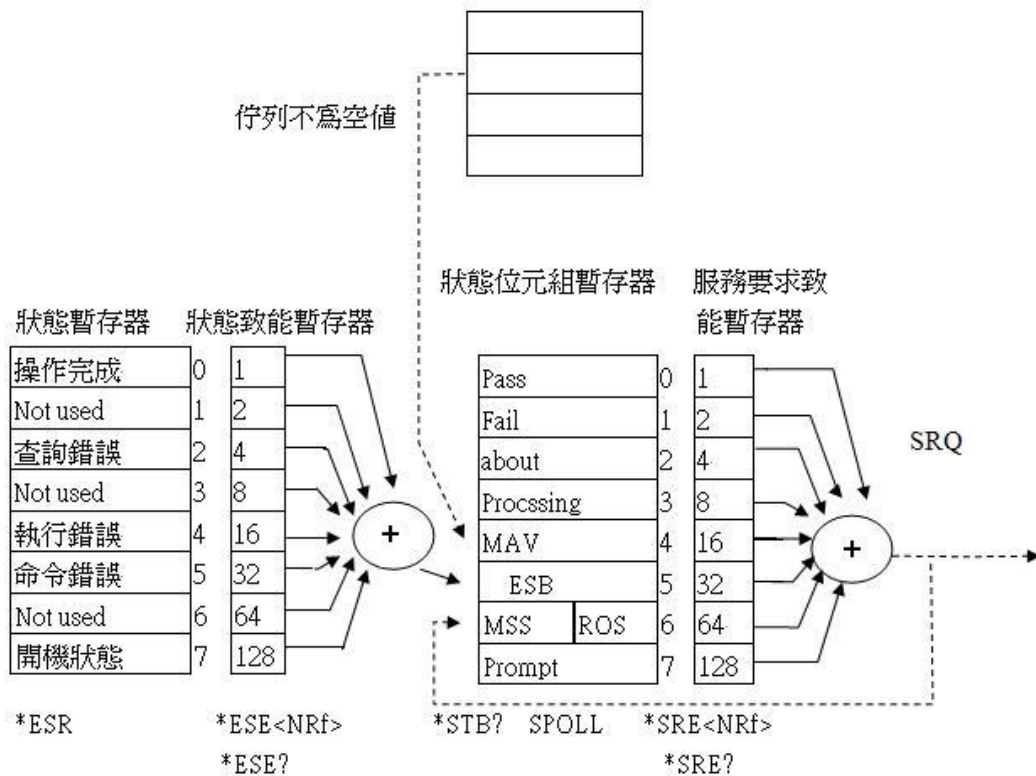 佇列不為空值
狀態暫存器
狀態致能暫存器
狀態位元組暫存器
服務要求致
能暫存器
操作完成 0 1
Not used 1 2
查詢錯誤 2 4
Not used 3 8
執行錯誤 4 16
命令錯誤 5 32
Not used 6 64
開機狀態 7 128
+
Pass 0 1
Fail 1 2
about 2 4
Procssing 3 8
MAV 4 16
ESB 5 32
MSS ROS 6 64
Prompt 7 128
+
SRQ
*ESR
*ESE<NRf>
*ESE?
*STB? SPOLL
*SRE<NRf>
*SRE?